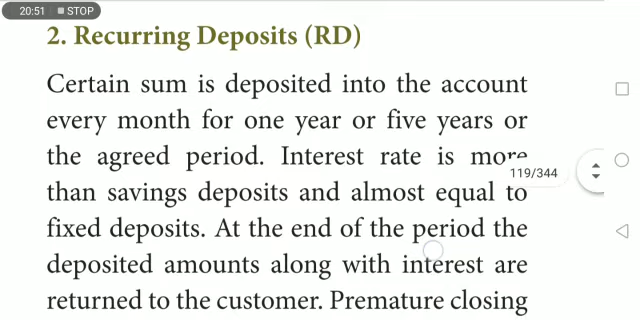 20:51 STOP
2. Recurring Deposits (RD)
Certain sum is deposited into the account
every month for one year or five years or
the agreed period. Interest rate is more
119/344
than savings deposits and almost equal to
fixed deposits. At the end of the period the
deposited amounts along with interest are
returned to the customer. Premature closing